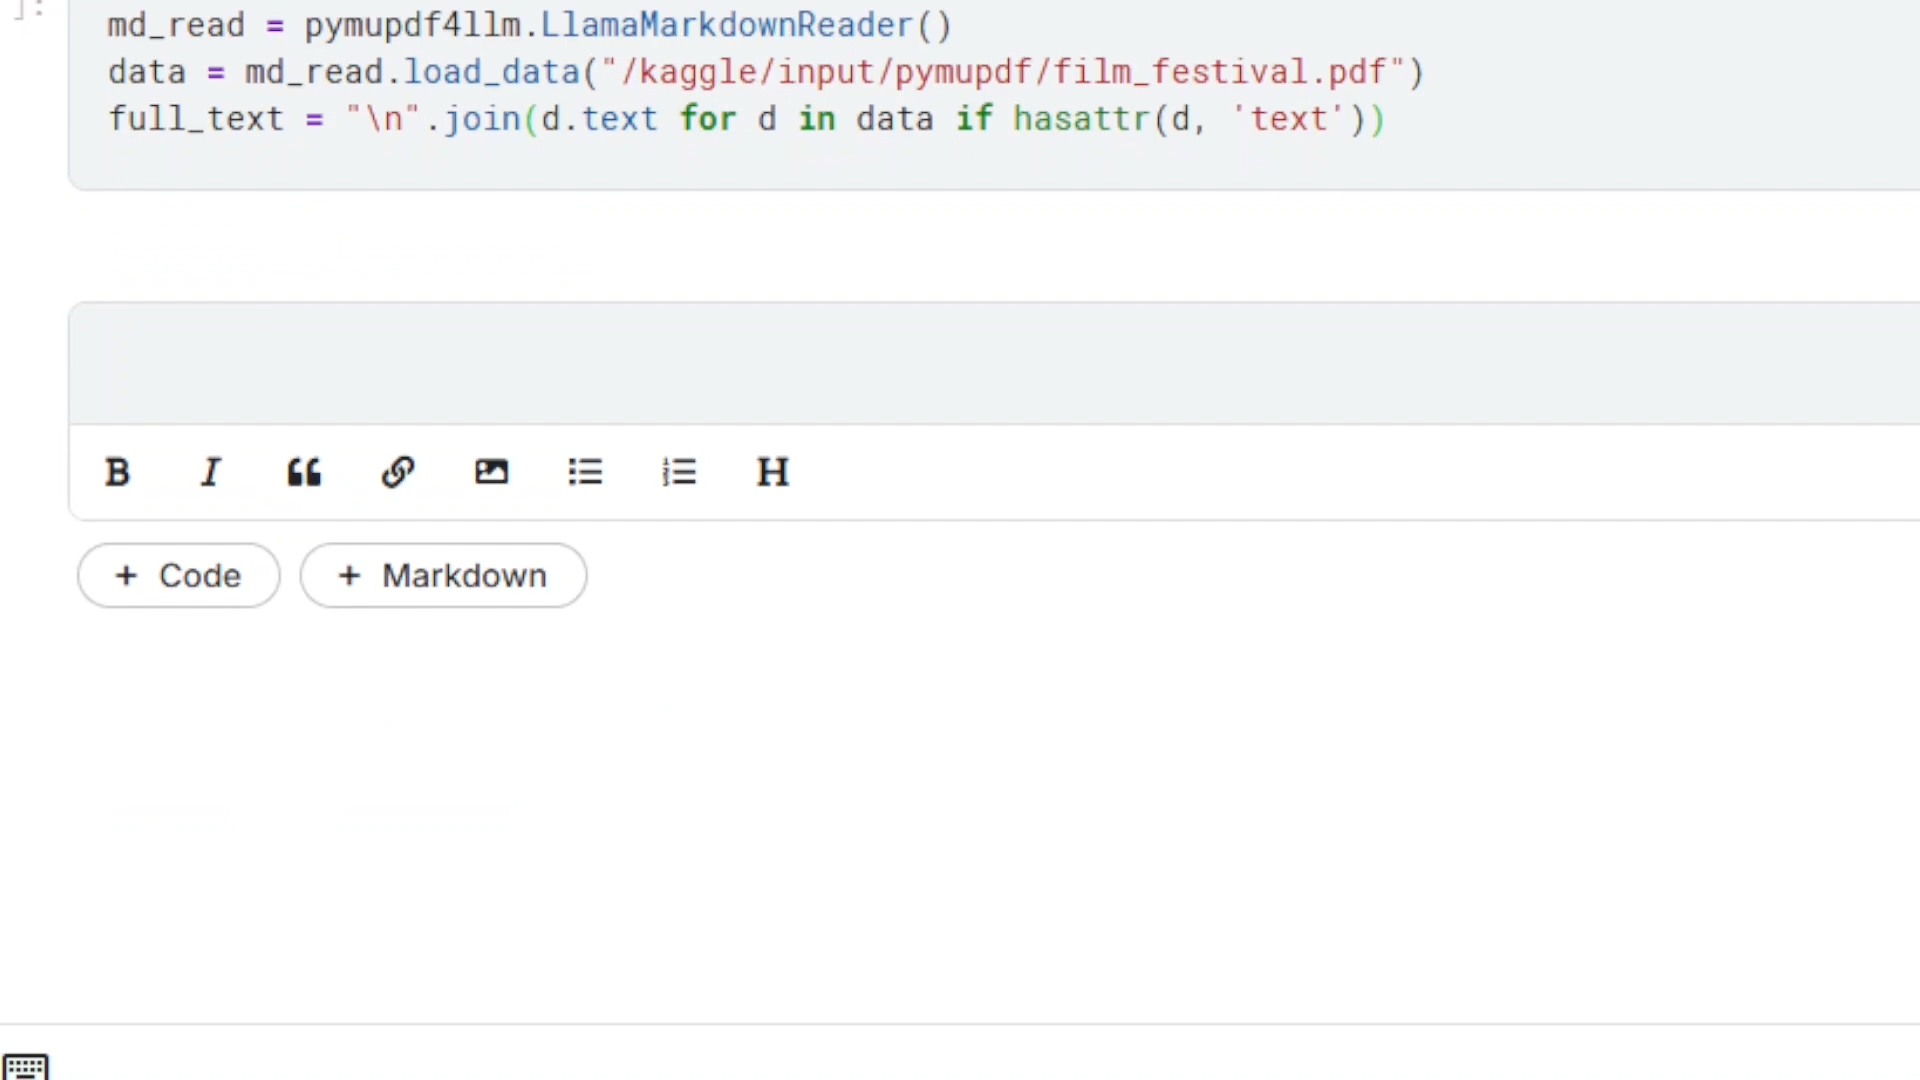 ]:
md_read = pymupdf4llm.LlamaMarkdownReader()
data = md_read.load_data("/kaggle/input/pymupdf/film_festival.pdf")
full_text = "\n".join(d.text for d in data if hasattr(d, 'text'))
B I H
+ Code + Markdown